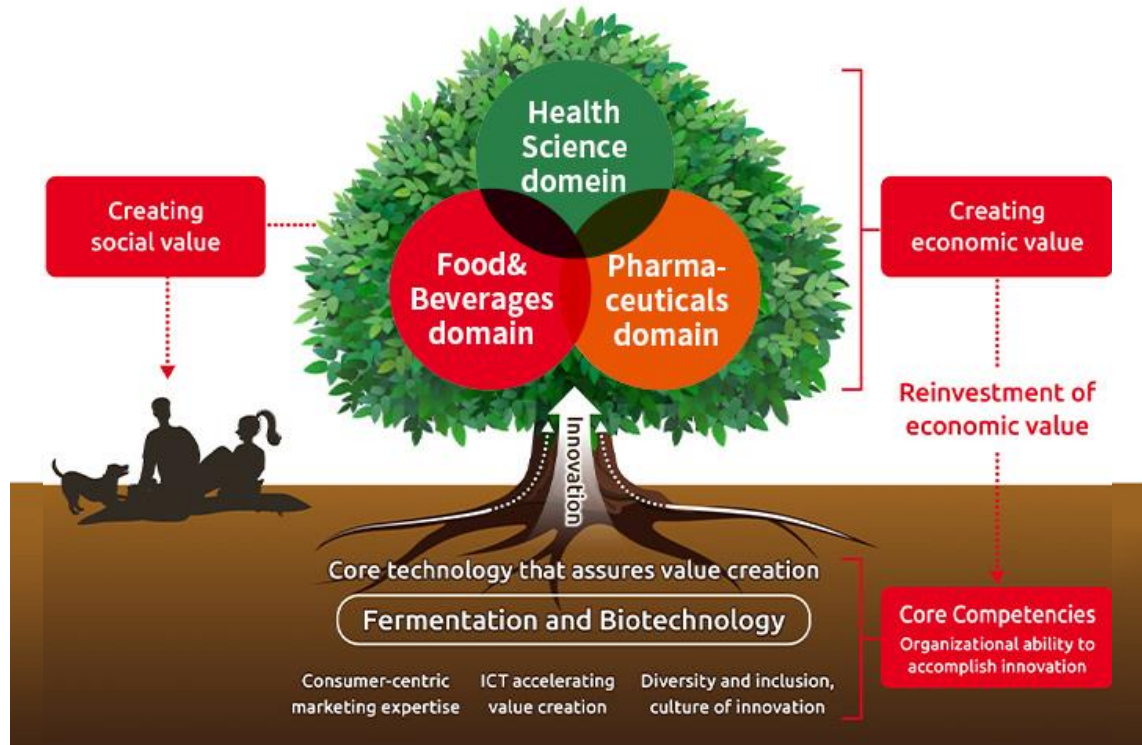 Health
Science
domein
Food&
Beverages
domain
Pharma-
ceuticals
domain
Creating
social value
Creating
economic value
Reinvestment of
economic value
Innovation
Core technology that assures value creation
Fermentation and Biotechnology
Core Competencies
Organizational ability to
accomplish innovation
Consumer-centric
marketing expertise
ICT accelerating
value creation
Diversity and inclusion,
culture of innovation